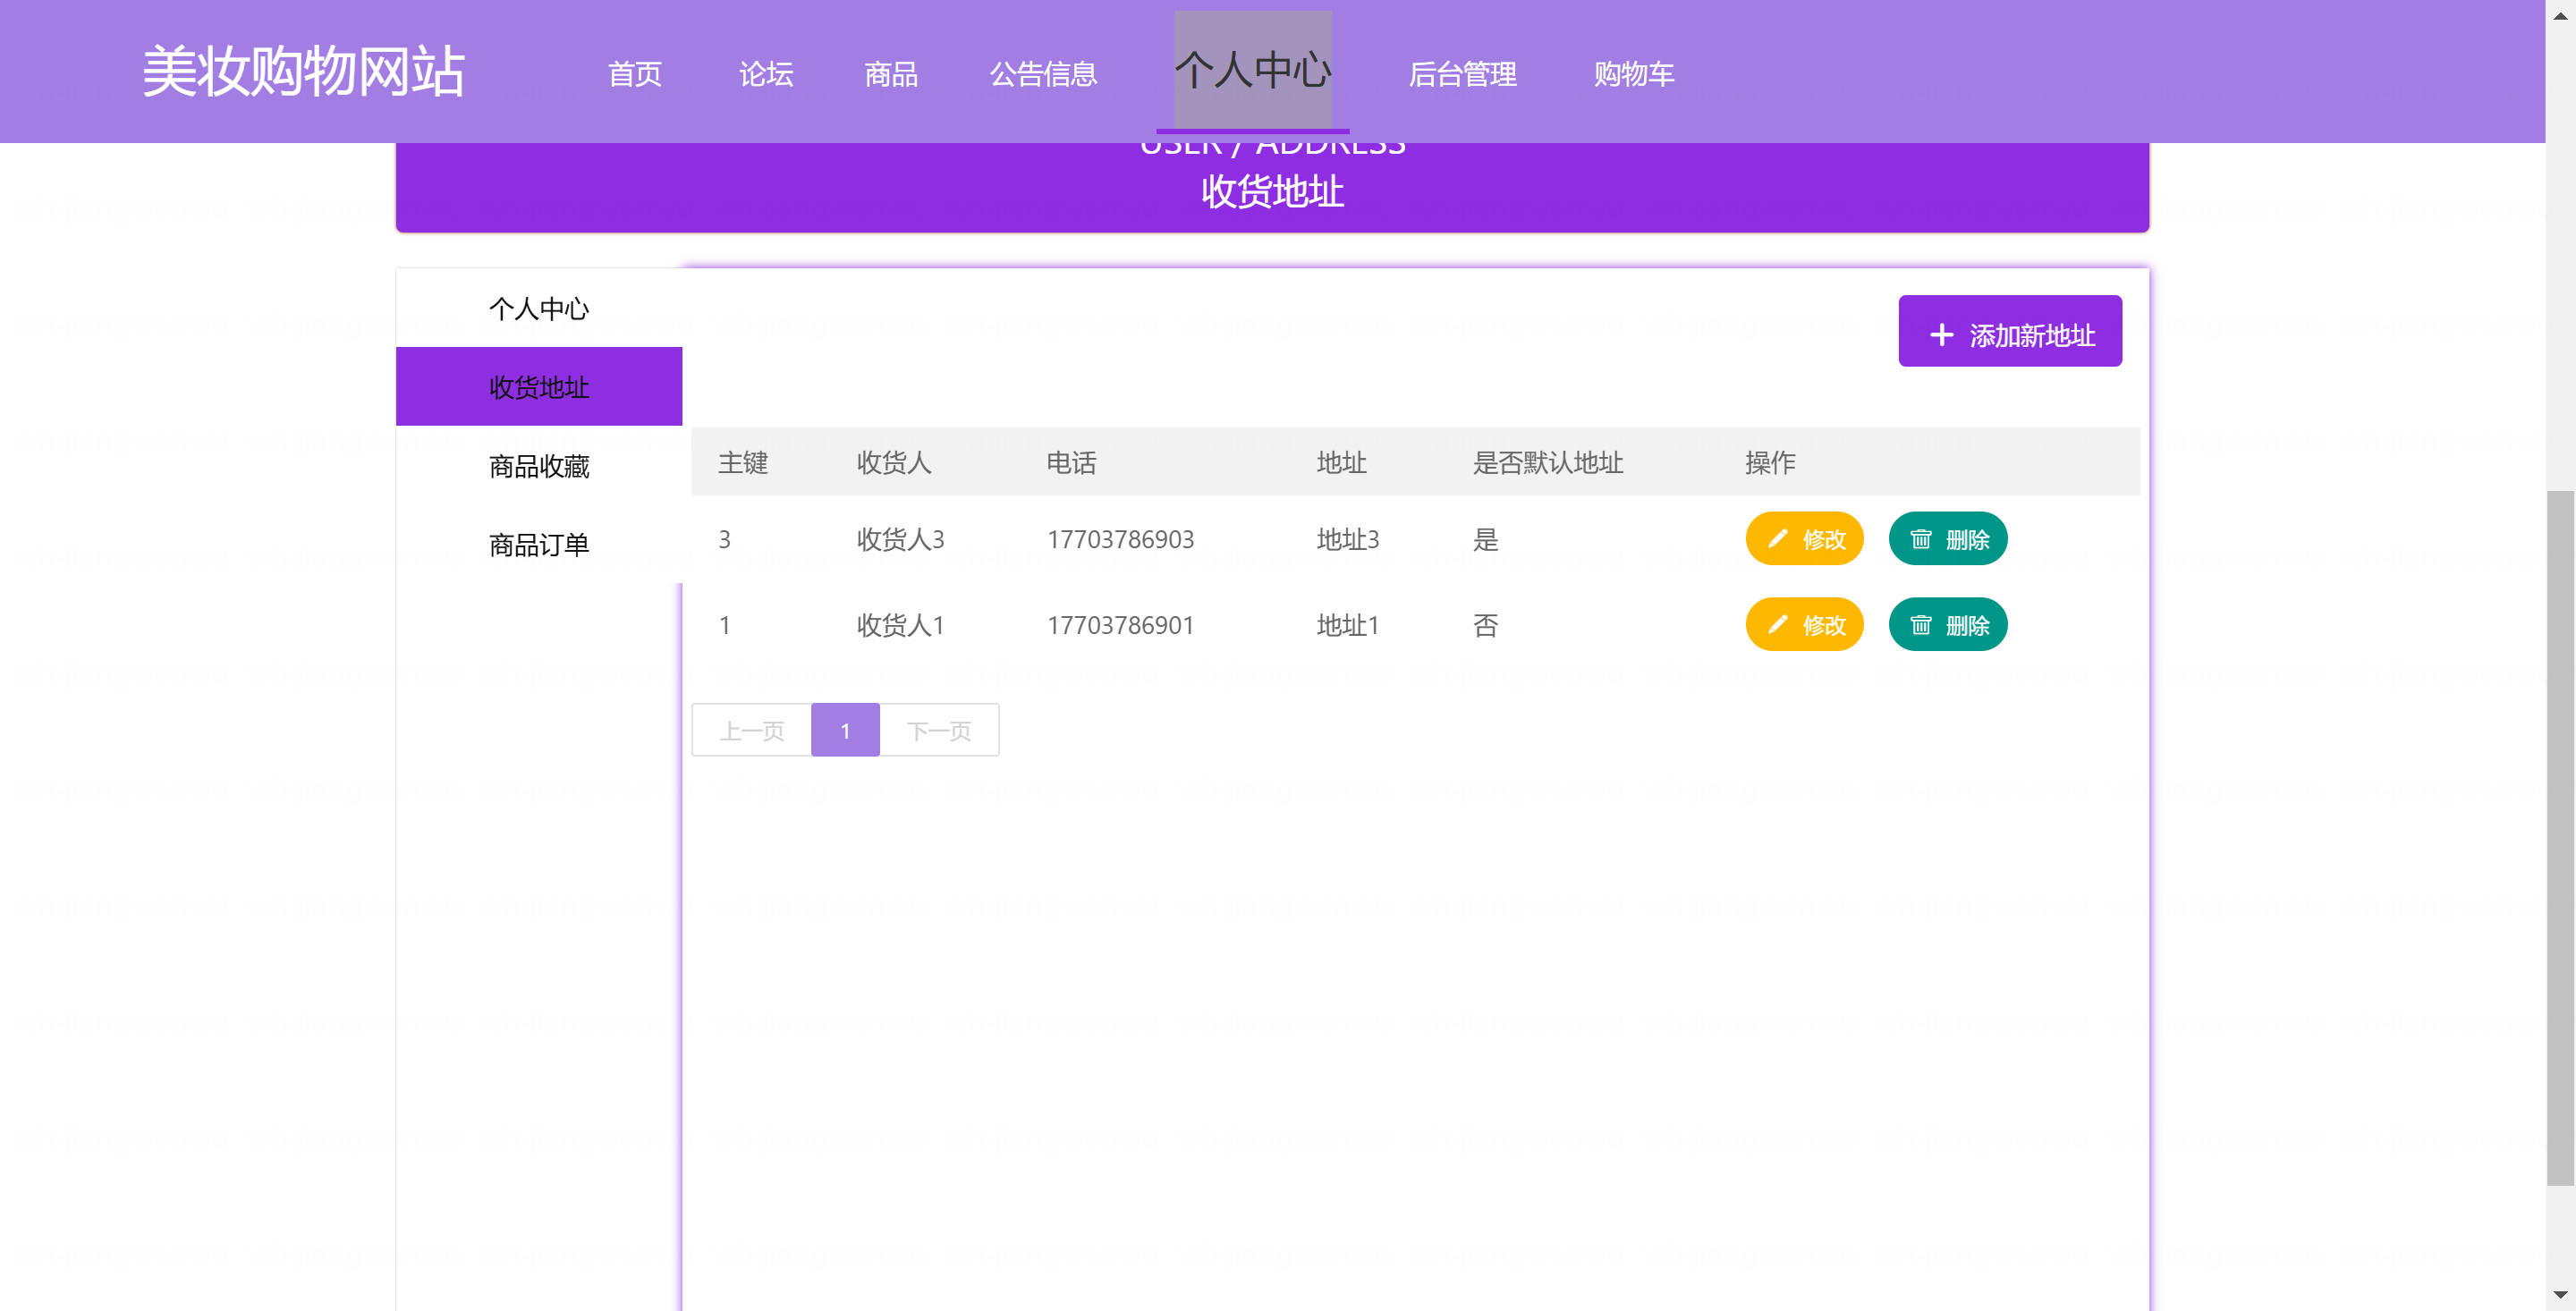 美妆购物网站 首页 论坛 商品 公告信息 个人中心 后台管理 购物车
USER / ADDRESS
收货地址
个人中心
收货地址
商品收藏
商品订单
添加新地址
主键 收货人 电话 地址 是否默认地址 操作
3 收货人3 17703786903 地址3 是 修改 删除
1 收货人1 17703786901 地址1 否 修改 删除
上一页 1 下一页